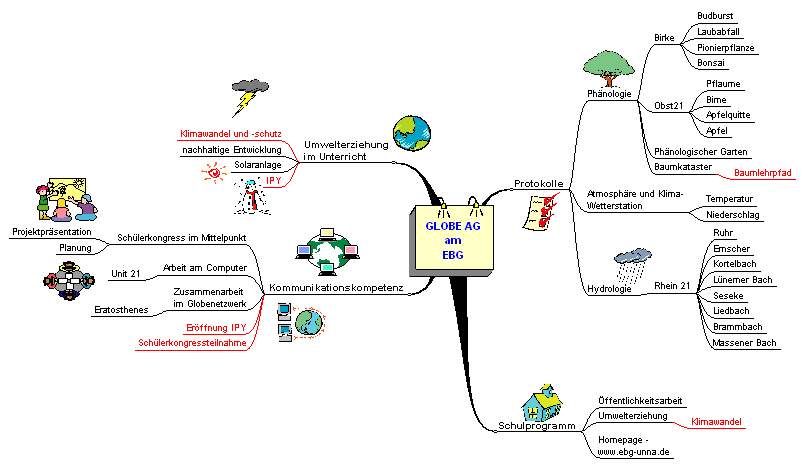 GLOBE AG
am
EBG
Umwelterziehung
im Unterricht
Klimawandel und -schutz
nachhaltige Entwicklung
Solaranlage
IPY
Kommunikationskompetenz
Schülerkongress im Mittelpunkt
Projektpräsentation
Planung
Arbeit am Computer
Unit 21
Zusammenarbeit
im Globenetzwerk
Eratosthenes
Eröffnung IPY
Schülerkongressteilnahme
Protokolle
Phänologie
Birke
Budburst
Laubabfall
Pionierpflanze
Bonsai
Obst21
Pflaume
Birne
Apfelquitte
Apfel
Phänologischer Garten
Baumkataster
Baumlehrpfad
Atmosphäre und Klima-
Wetterstation
Temperatur
Niederschlag
Hydrologie
Rhein 21
Ruhr
Emscher
Kortelbach
Lünerner Bach
Seseke
Liedbach
Brammbach
Massener Bach
Schulprogramm
Öffentlichkeitsarbeit
Umwelterziehung
Klimawandel
Homepage -
www.ebg-unna.de